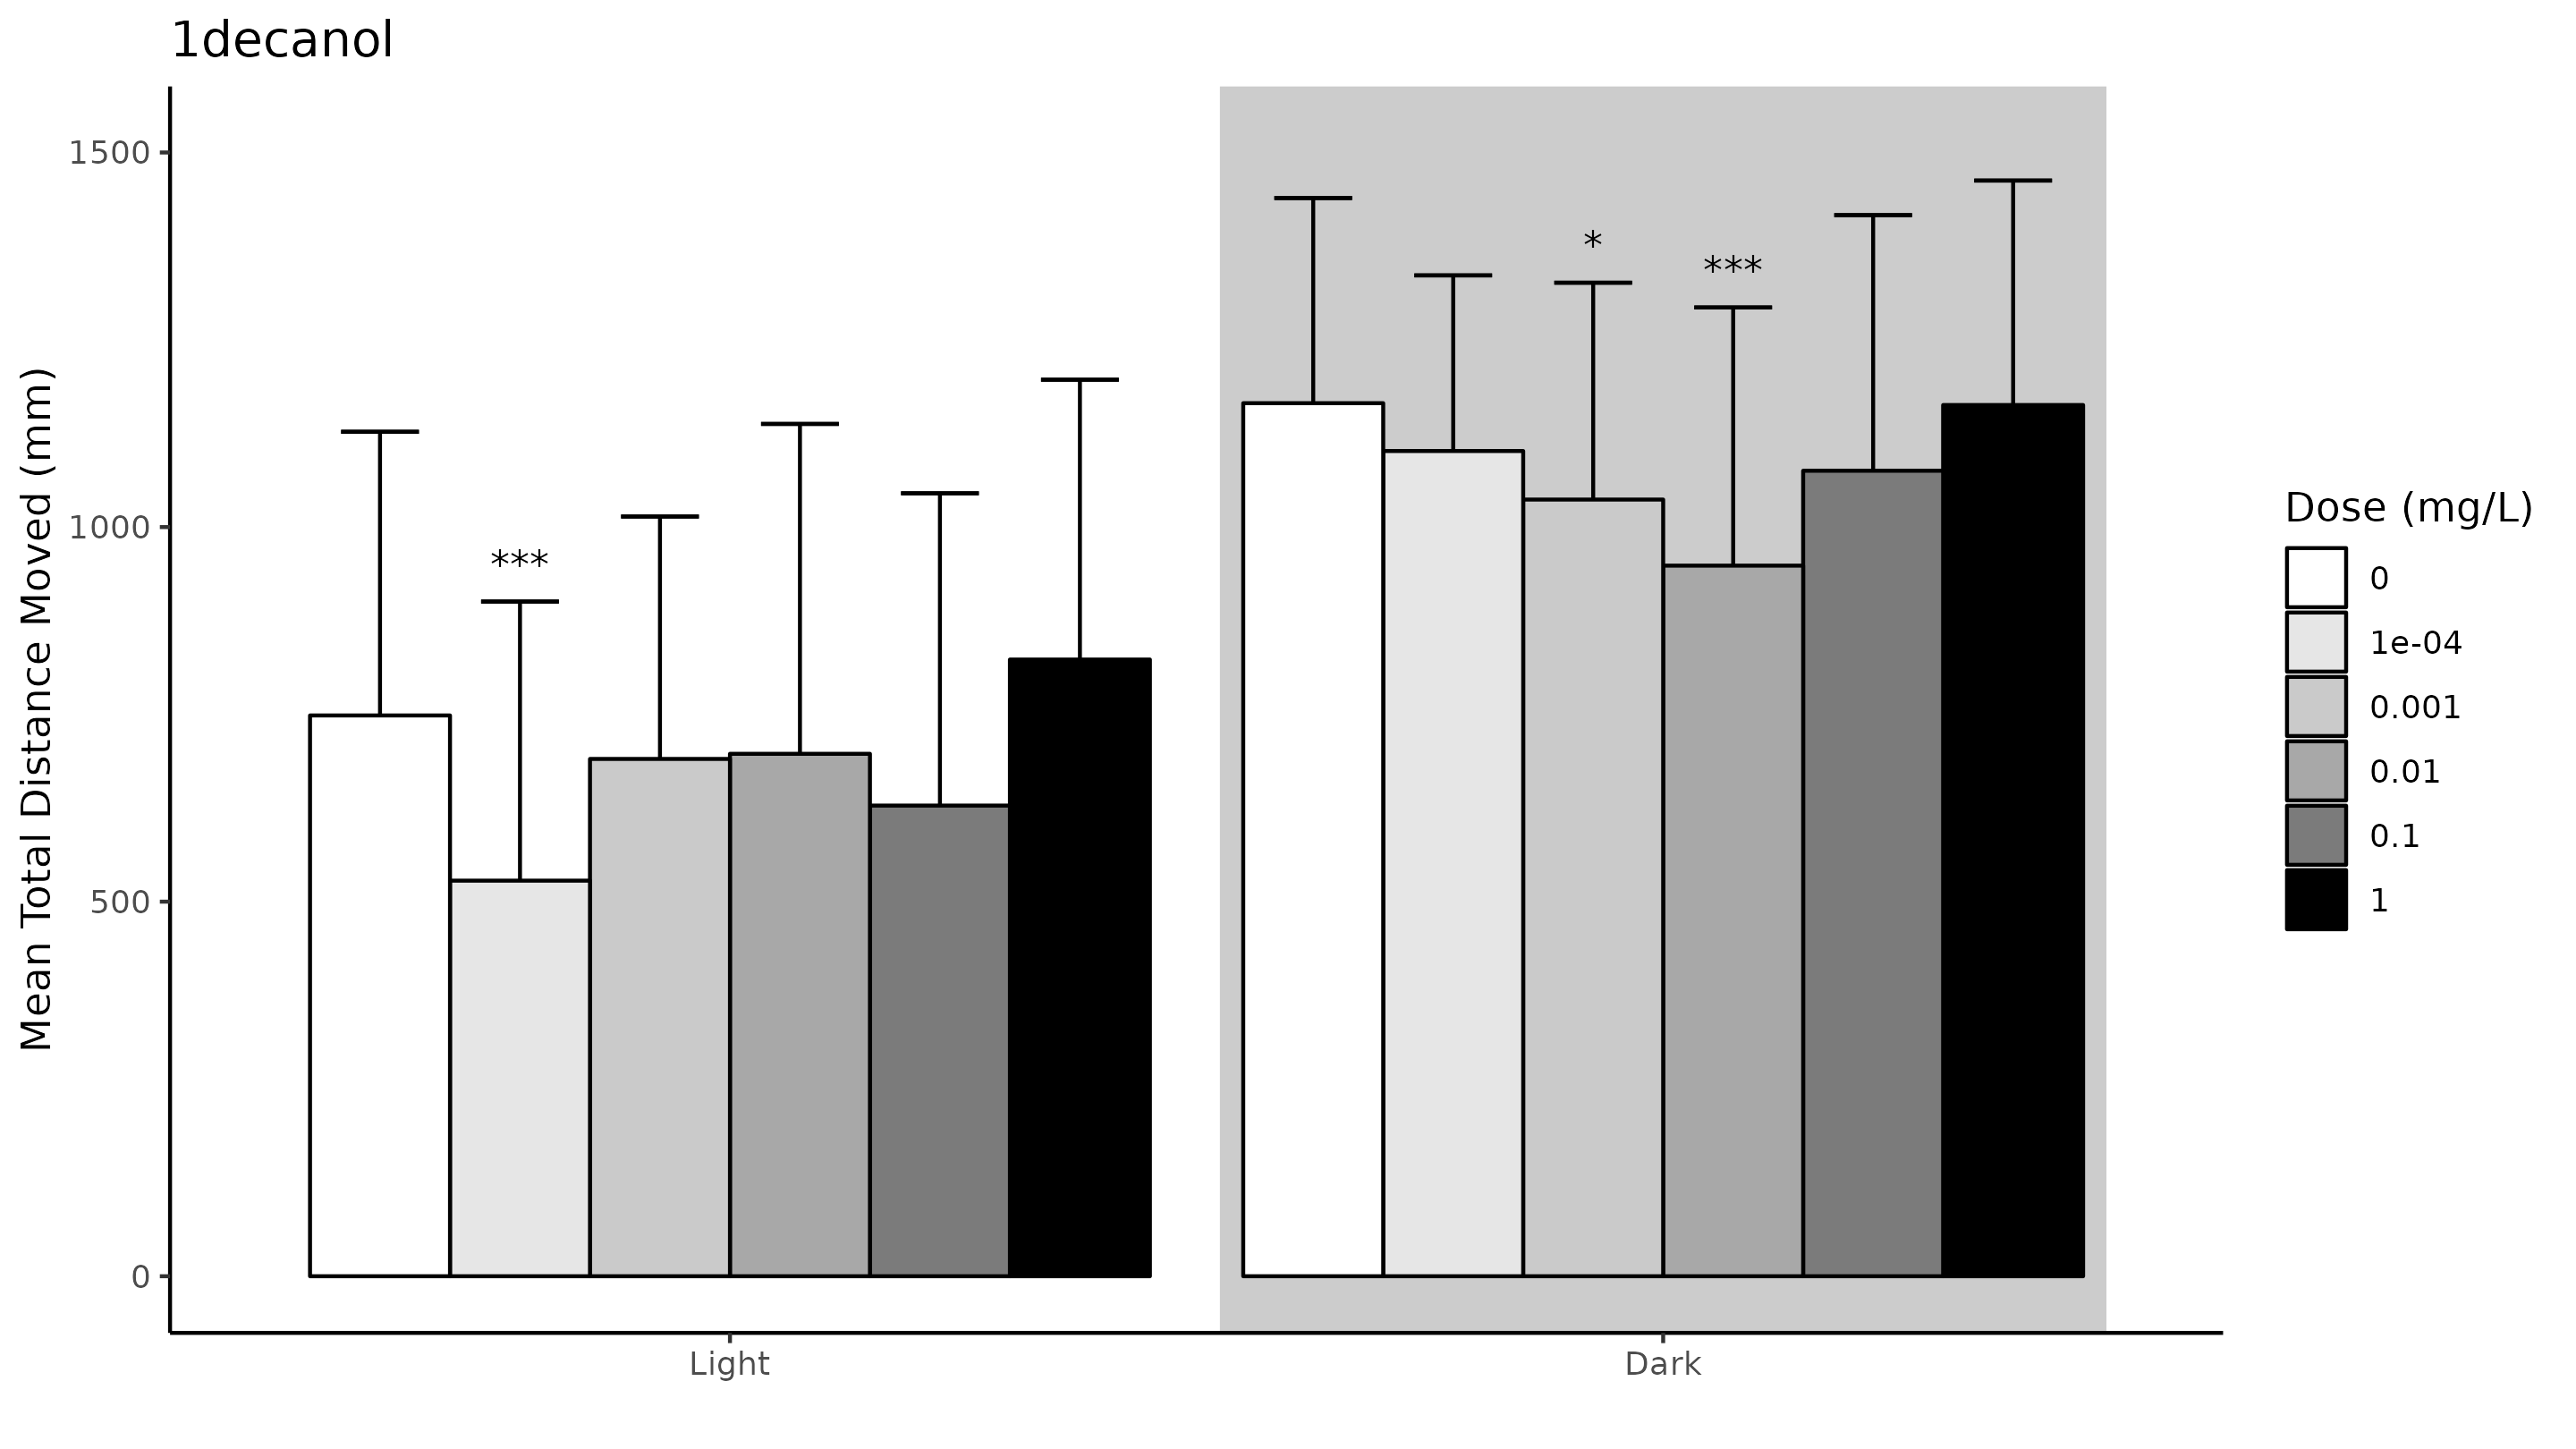 1decanol
Mean Total Distance Moved (mm)
1500
1000
500
0
***
*
***
Light
Dark
Dose (mg/L)
0
1e-04
0.001
0.01
0.1
1